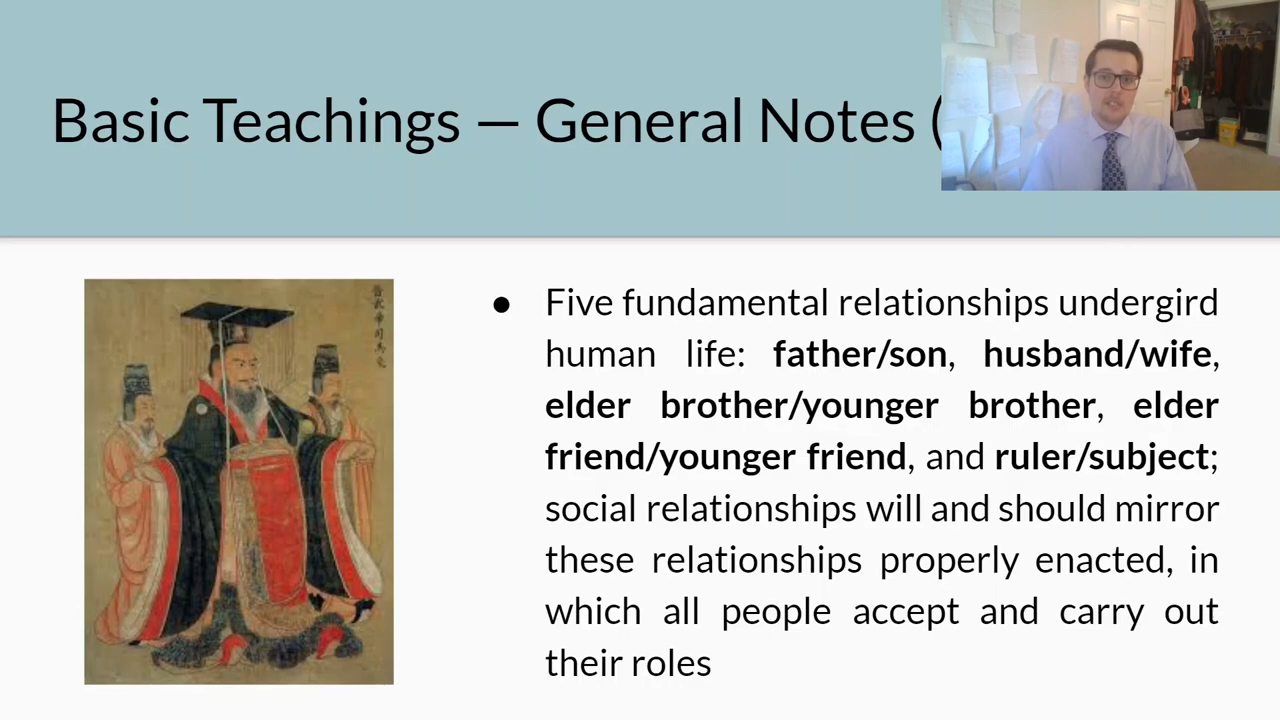 Basic Teachings — General Notes (
Five fundamental relationships undergird
human life: father/son, husband/wife,
elder brother/younger brother, elder
friend/younger friend, and ruler/subject;
social relationships will and should mirror
these relationships properly enacted, in
which all people accept and carry out
their roles